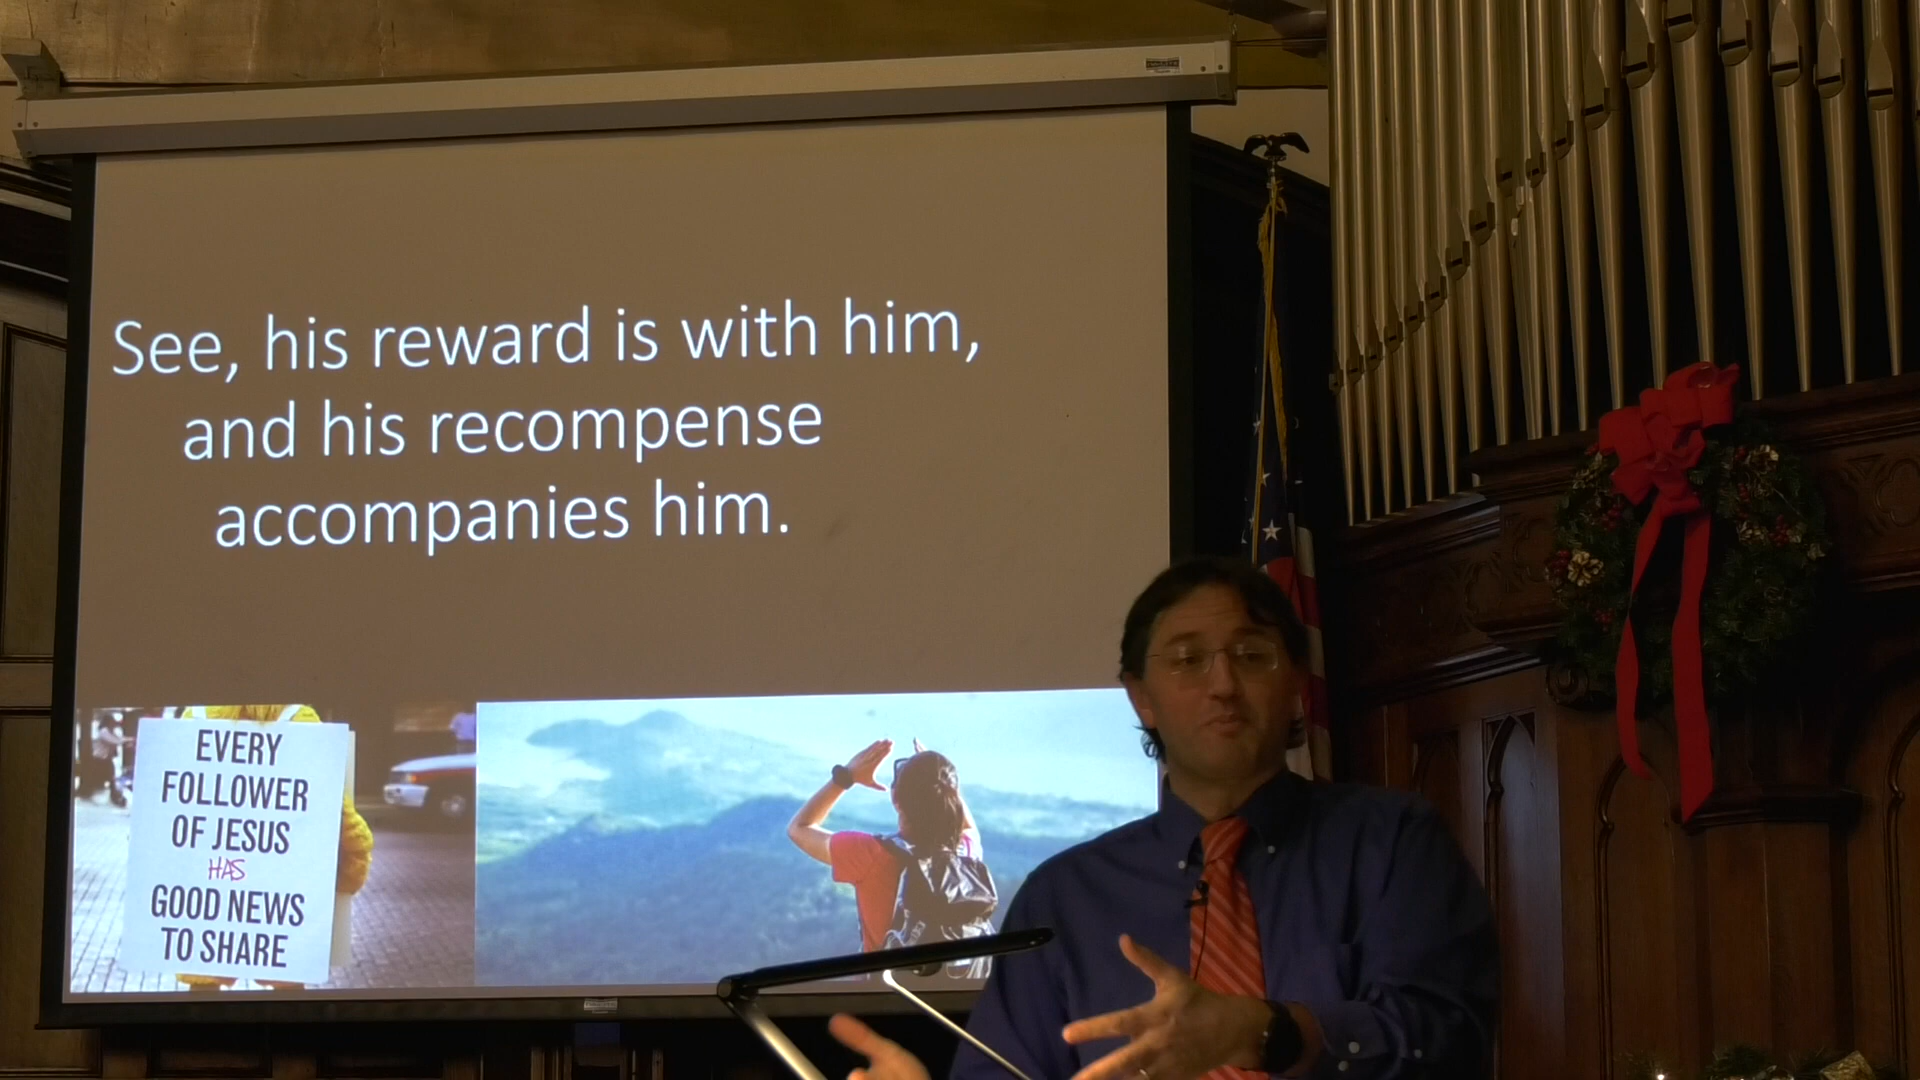 See, his reward is with him,
and his recompense
accompanies him.
EVERY
FOLLOWER
OF JESUS
HAS
GOOD NEWS
TO SHARE